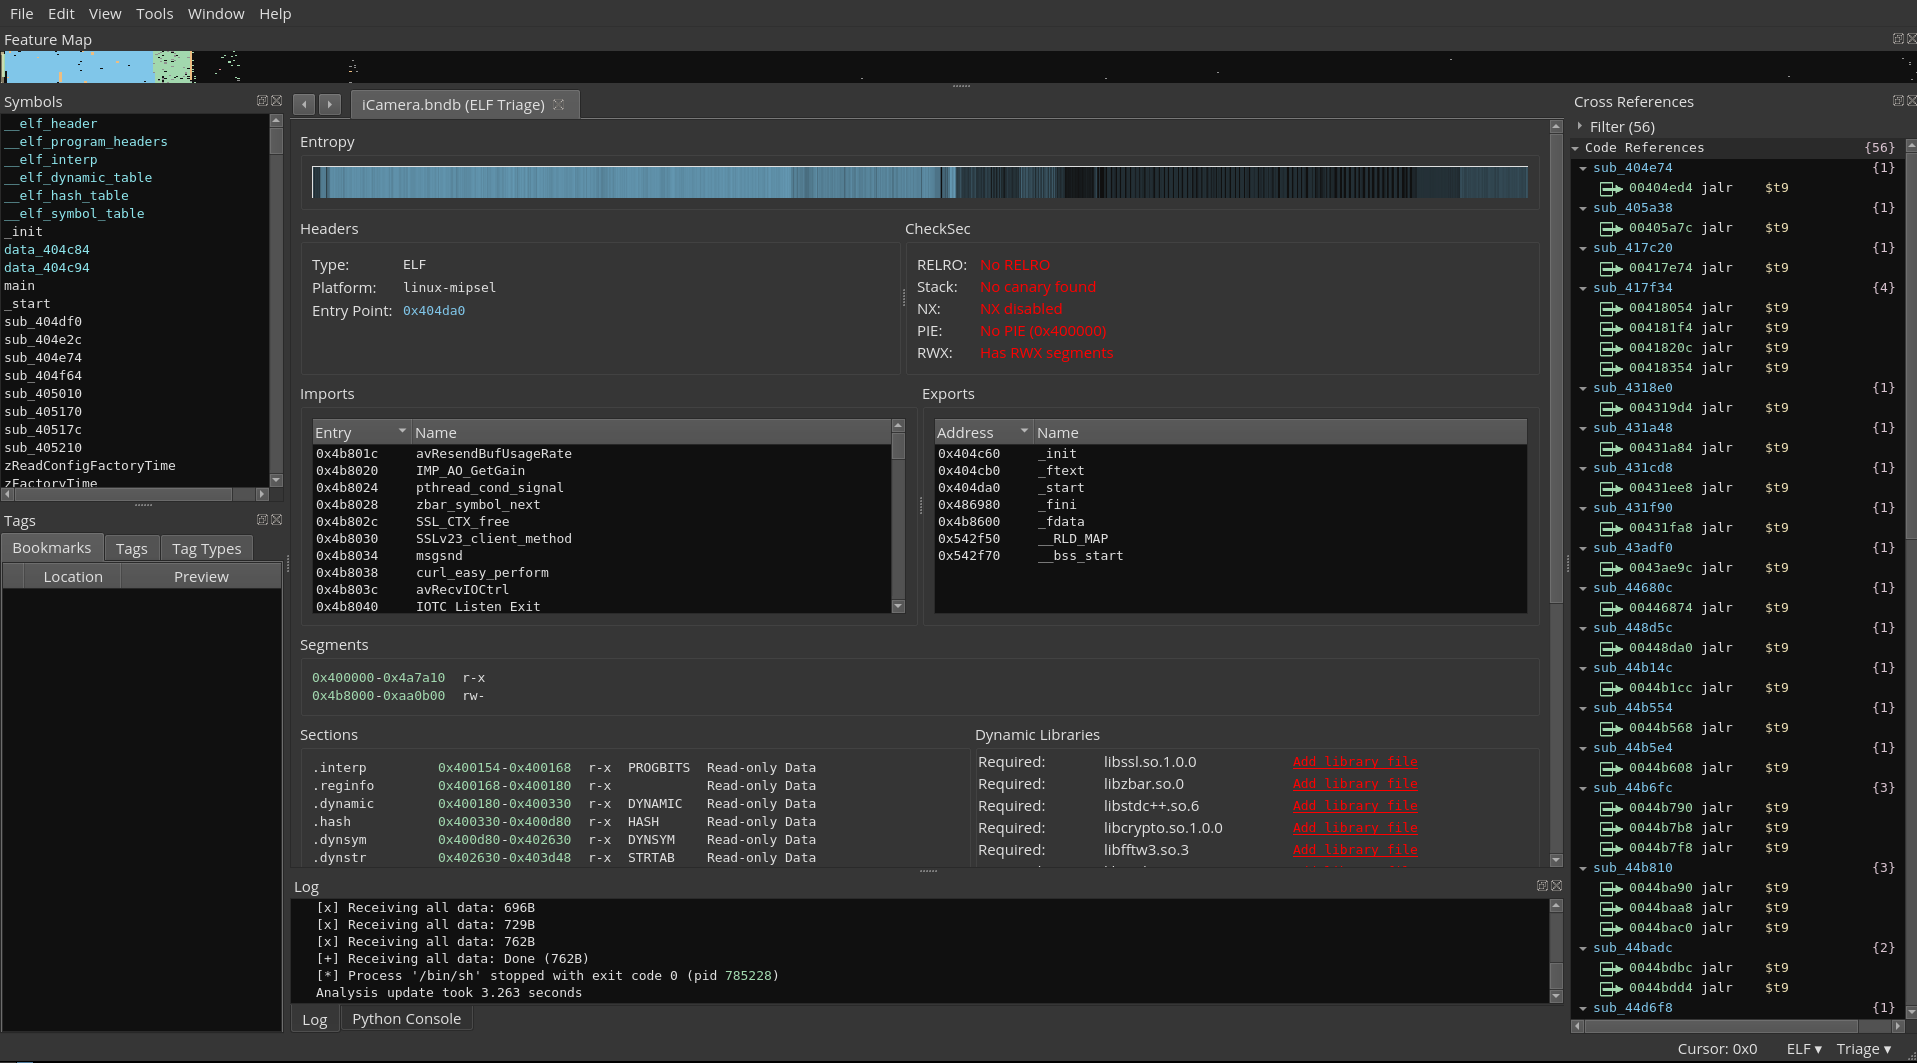 File Edit View Tools Window Help
Feature Map
Symbols
__elf_header
__elf_program_headers
__elf_interp
__elf_dynamic_table
__elf_hash_table
__elf_symbol_table
_init
data_404c84
data_404c94
main
_start
sub_404df0
sub_404e2c
sub_404e74
sub_404f64
sub_405010
sub_405170
sub_40517c
sub_405210
zReadConfigFactoryTime
zFactoryTime
Tags
Bookmarks Tags Tag Types
Location Preview
iCamera.bndb (ELF Triage)
Entropy
Headers
Type: ELF
Platform: linux-mipsel
Entry Point: 0x404da0
CheckSec
RELRO: No RELRO
Stack: No canary found
NX: NX disabled
PIE: No PIE (0x400000)
RWX: Has RWX segments
Imports
Entry Name
0x4b801c avResendBufUsageRate
0x4b8020 IMP_AO_GetGain
0x4b8024 pthread_cond_signal
0x4b8028 zbar_symbol_next
0x4b802c SSL_CTX_free
0x4b8030 SSLv23_client_method
0x4b8034 msgsnd
0x4b8038 curl_easy_perform
0x4b803c avRecvIOCtrl
0x4b8040 IOTC_Listen_Exit
Exports
Address Name
0x404c60 _init
0x404cb0 _ftext
0x404da0 _start
0x486980 _fini
0x4b8600 _fdata
0x542f50 __RLD_MAP
0x542f70 __bss_start
Segments
0x400000-0x4a7a10 r-x
0x4b8000-0xaa0b00 rw-
Sections
.interp 0x400154-0x400168 r-x PROGBITS Read-only Data
.reginfo 0x400168-0x400180 r-x Read-only Data
.dynamic 0x400180-0x400330 r-x DYNAMIC Read-only Data
.hash 0x400330-0x400d80 r-x HASH Read-only Data
.dynsym 0x400d80-0x402630 r-x DYNSYM Read-only Data
.dynstr 0x402630-0x403d48 r-x STRTAB Read-only Data
Dynamic Libraries
Required: libssl.so.1.0.0 Add library file
Required: libzbar.so.0 Add library file
Required: libstdc++.so.6 Add library file
Required: libcrypto.so.1.0.0 Add library file
Required: libfftw3.so.3 Add library file
Log
[x] Receiving all data: 696B
[x] Receiving all data: 729B
[x] Receiving all data: 762B
[+] Receiving all data: Done (762B)
[*] Process '/bin/sh' stopped with exit code 0 (pid 785228)
Analysis update took 3.263 seconds
Log Python Console
Cross References
Filter (56)
Code References {56}
sub_404e74 {1}
00404ed4 jalr $t9
sub_405a38 {1}
00405a7c jalr $t9
sub_417c20 {1}
00417e74 jalr $t9
sub_417f34 {4}
00418054 jalr $t9
004181f4 jalr $t9
0041820c jalr $t9
00418354 jalr $t9
sub_4318e0 {1}
004319d4 jalr $t9
sub_431a48 {1}
00431a84 jalr $t9
sub_431cd8 {1}
00431ee8 jalr $t9
sub_431f90 {1}
00431fa8 jalr $t9
sub_43adf0 {1}
0043ae9c jalr $t9
sub_44680c {1}
00446874 jalr $t9
sub_448d5c {1}
00448da0 jalr $t9
sub_44b14c {1}
0044b1cc jalr $t9
sub_44b554 {1}
0044b568 jalr $t9
sub_44b5e4 {1}
0044b608 jalr $t9
sub_44b6fc {3}
0044b790 jalr $t9
0044b7b8 jalr $t9
0044b7f8 jalr $t9
sub_44b810 {3}
0044ba90 jalr $t9
0044baa8 jalr $t9
0044bac0 jalr $t9
sub_44badc {2}
0044bdbc jalr $t9
0044bdd4 jalr $t9
sub_44d6f8 {1}
Cursor: 0x0 ELF ▾ Triage ▾